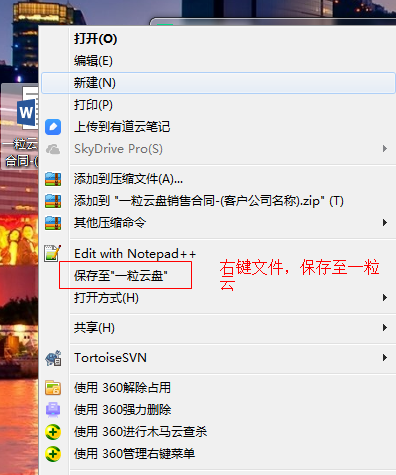 打开(O)
编辑(E)
新建(N)
打印(P)
上传到有道云笔记
SkyDrive Pro(S)
添加到压缩文件(A)...
添加到 "一粒云盘销售合同-(客户公司名称).zip" (T)
其他压缩命令
Edit with Notepad++
保存至"一粒云盘"
右键文件，保存至一粒
云
打开方式(H)
共享(H)
TortoiseSVN
使用 360解除占用
使用 360强力删除
使用 360进行木马云查杀
使用 360管理右键菜单
一粒云
合同-(